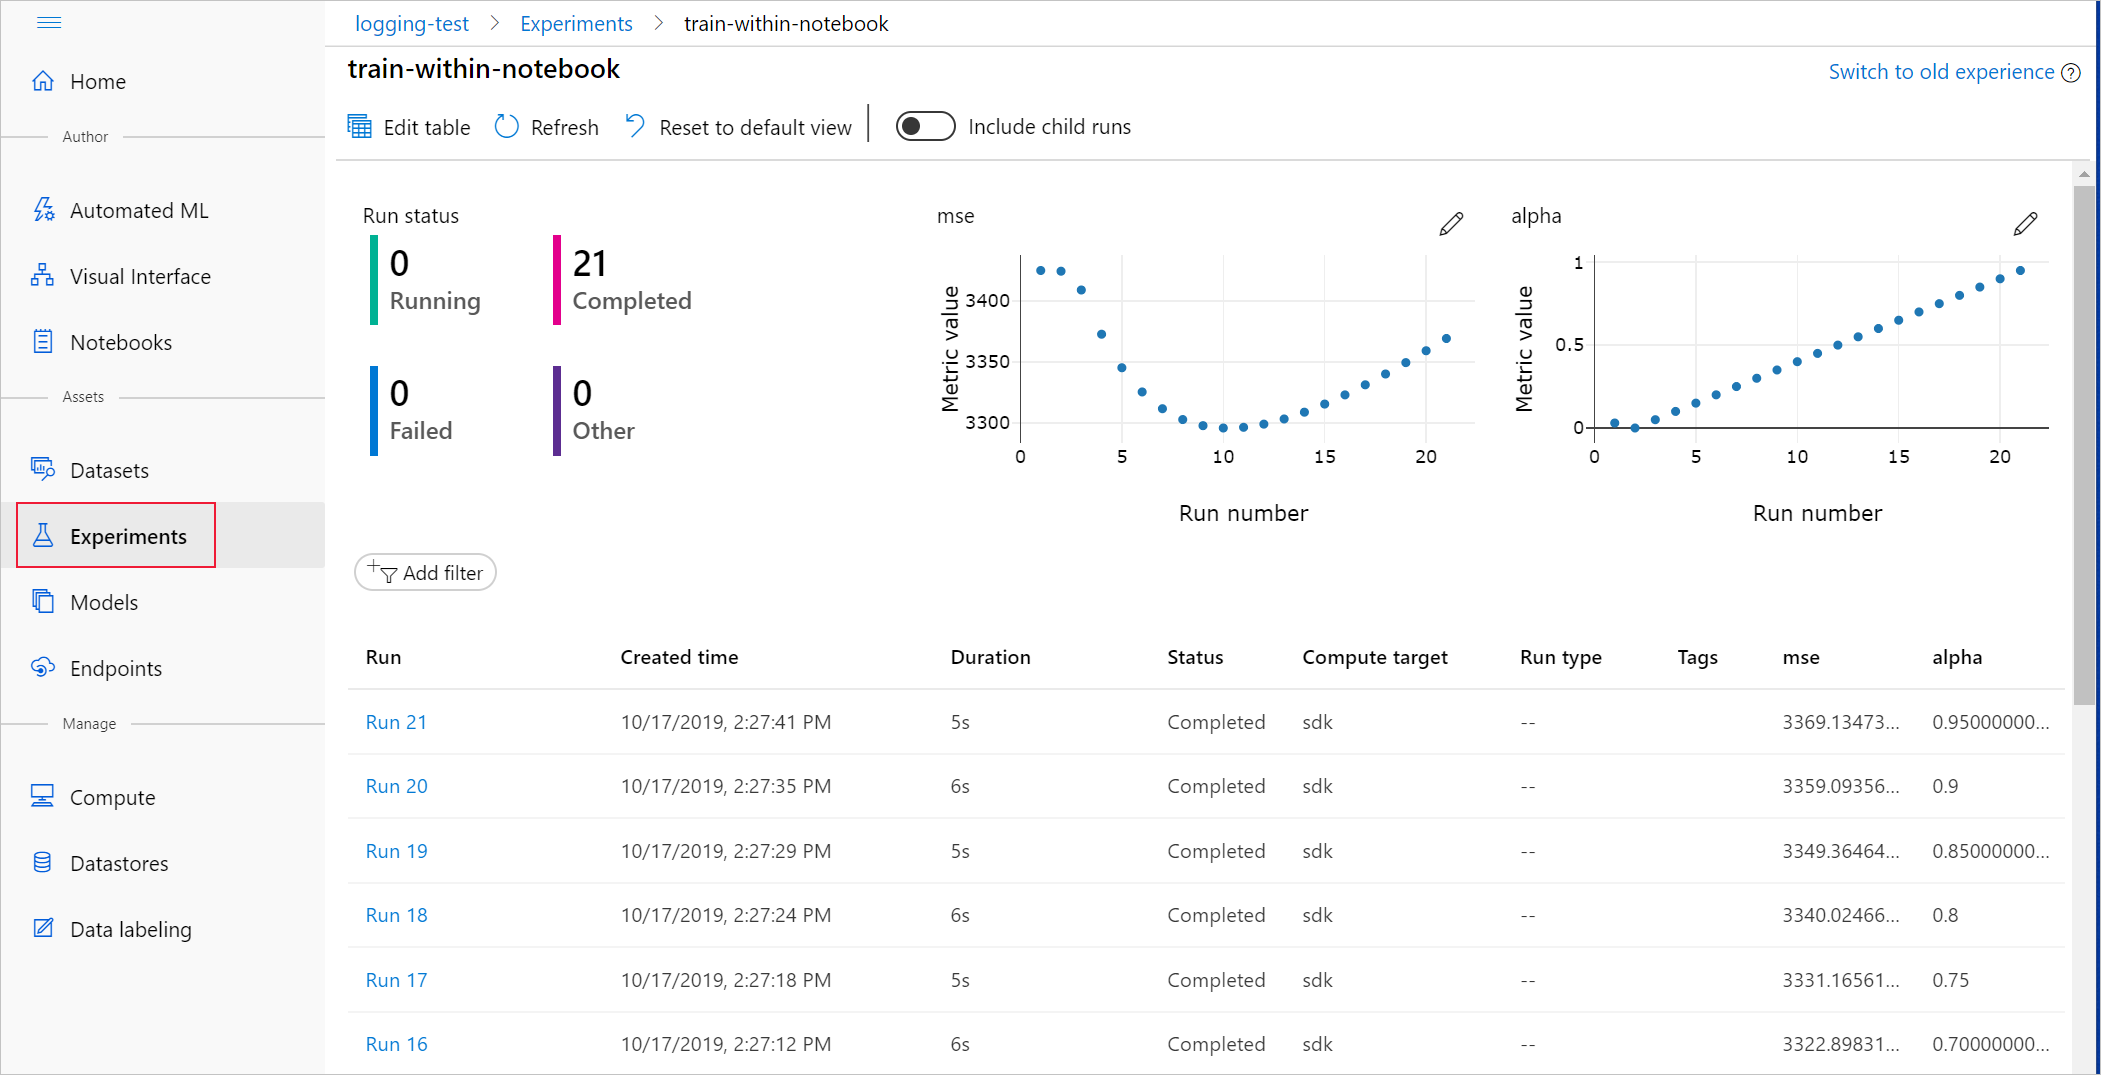 logging-test > Experiments > train-within-notebook
train-within-notebook
Switch to old experience ?
Edit table Refresh Reset to default view Include child runs
Home
Author
Automated ML
Visual Interface
Notebooks
Assets
Datasets
Experiments
Models
Endpoints
Manage
Compute
Datastores
Data labeling
Run status
0
Running
21
Completed
0
Failed
0
Other
mse
Metric value
3400
3350
3300
0 5 10 15 20
Run number
alpha
Metric value
1
0.5
0
0 5 10 15 20
Run number
Add filter
Run Created time Duration Status Compute target Run type Tags mse alpha
Run 21 10/17/2019, 2:27:41 PM 5s Completed sdk -- 3369.13473... 0.95000000...
Run 20 10/17/2019, 2:27:35 PM 6s Completed sdk -- 3359.09356... 0.9
Run 19 10/17/2019, 2:27:29 PM 5s Completed sdk -- 3349.36464... 0.85000000...
Run 18 10/17/2019, 2:27:24 PM 6s Completed sdk -- 3340.02466... 0.8
Run 17 10/17/2019, 2:27:18 PM 5s Completed sdk -- 3331.16561... 0.75
Run 16 10/17/2019, 2:27:12 PM 6s Completed sdk -- 3322.89831... 0.70000000...